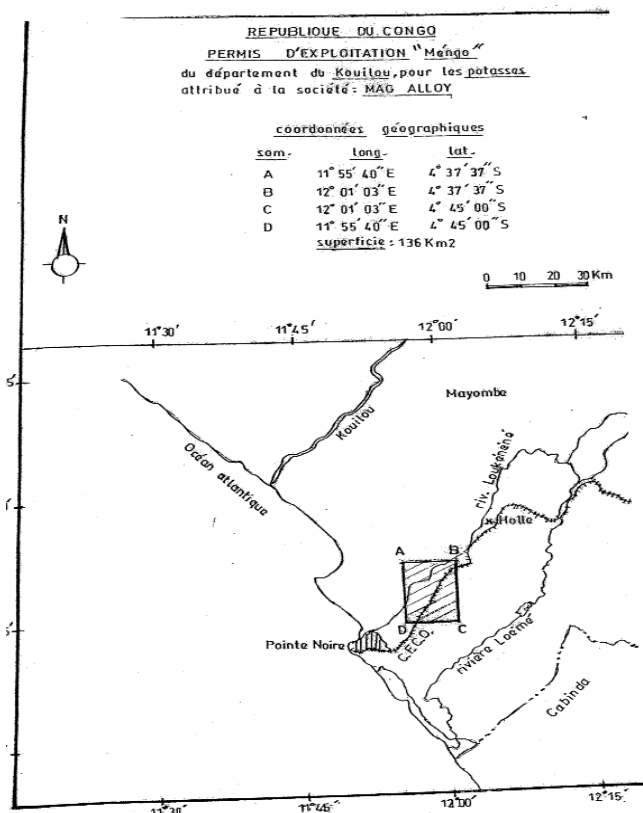 REPUBLIQUE DU CONGO
PERMIS D'EXPLOITATION "Méngo"
du département du Kouilou, pour les potasses
attribué à la société: MAG ALLOY
coordonnées géographiques
som. long. lat.
A 11° 55' 40" E 4° 37' 37" S
B 12° 01' 03" E 4° 37' 37" S
C 12° 01' 03" E 4° 45' 00" S
D 11° 55' 40" E 4° 45' 00" S
superficie : 136 Km2
N
0 10 20 30 Km
11° 30' 11° 45' 12° 00' 12° 15'
5'
Mayombe
Kouilou
Océan atlantique
riv. Loukénéné
Holle
A B
D C
5'
Pointe Noire
C.F.C.O.
rivière Loémé
Cabinda
11° 30' 11° 45' 12° 00' 12° 15'